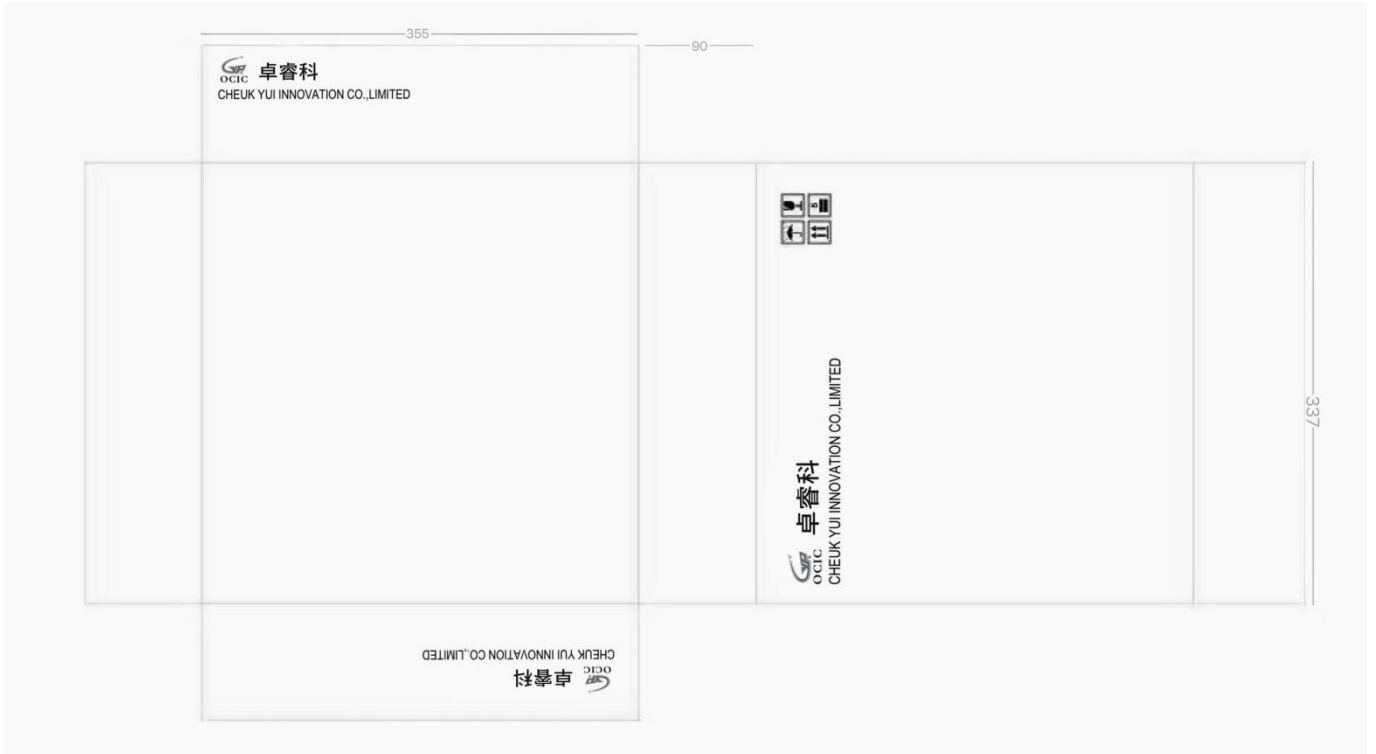 355
90
OCIC 卓睿科
CHEUK YUI INNOVATION CO.,LIMITED
337
OCIC 卓睿科
CHEUK YUI INNOVATION CO.,LIMITED
OCIC 卓睿科
CHEUK YUI INNOVATION CO.,LIMITED